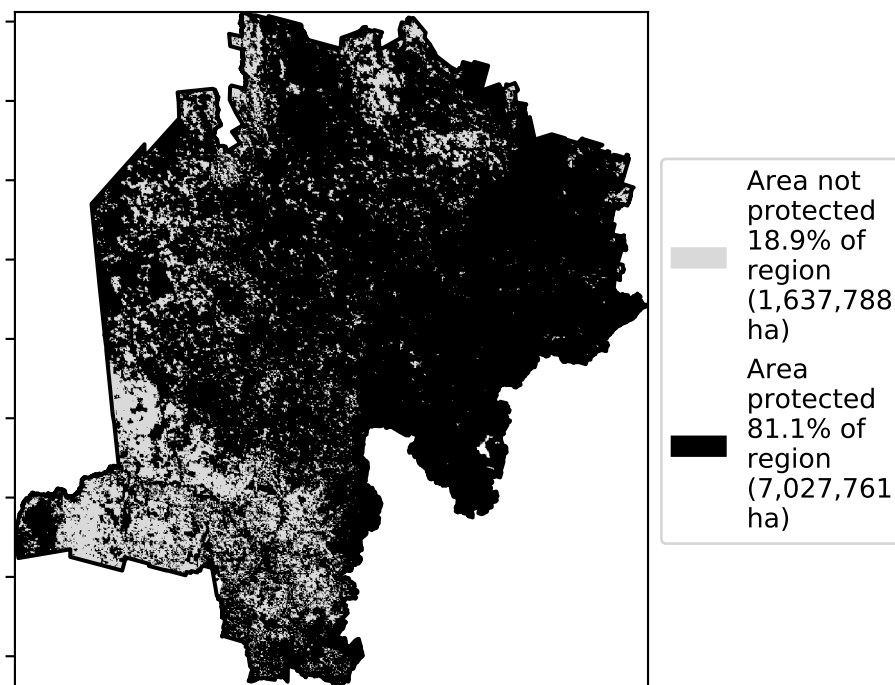 Area not
protected
18.9% of
region
(1,637,788
ha)
Area
protected
81.1% of
region
(7,027,761
ha)